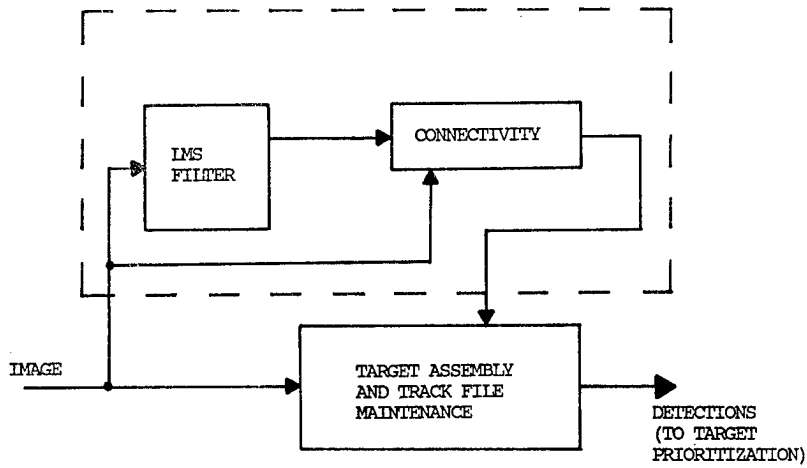 LMS
FILTER
CONNECTIVITY
IMAGE
TARGET ASSEMBLY
AND TRACK FILE
MAINTENANCE
DETECTIONS
(TO TARGET
PRIORITIZATION)